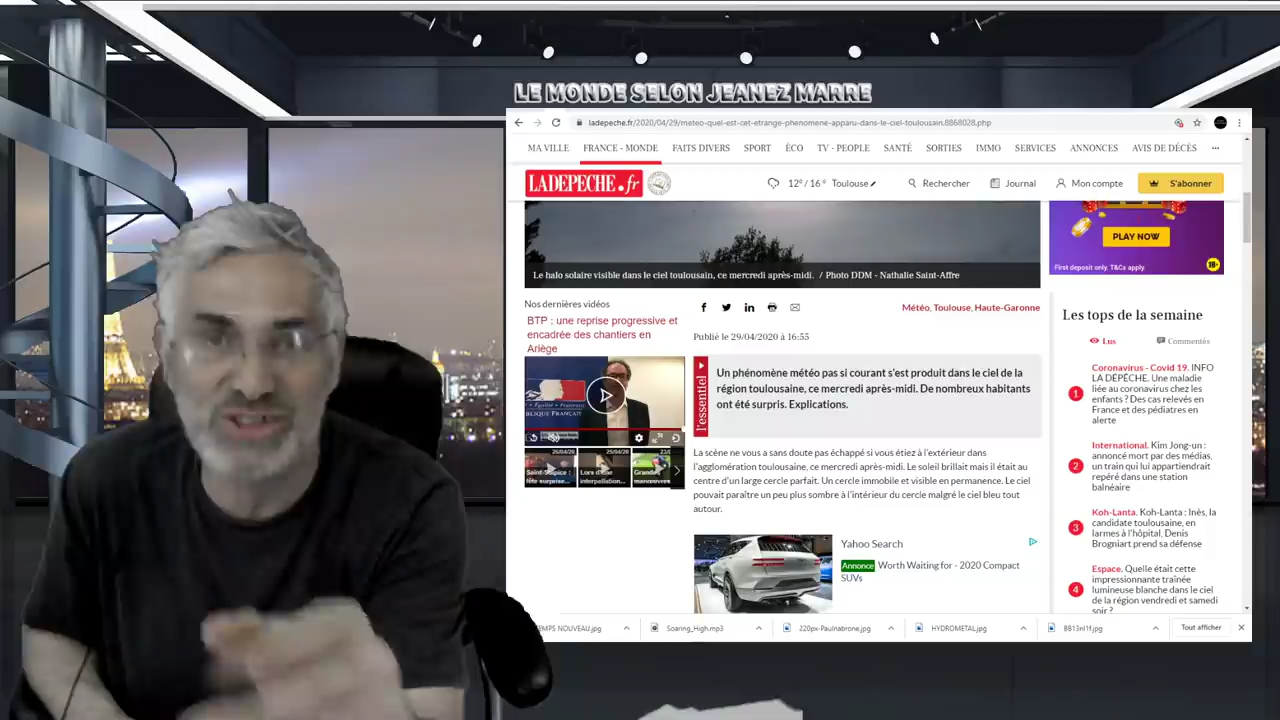 LE MONDE SELON JEANEZ MARRE
ladepeche.fr/2020/04/29/meteo-quel-est-cet-etrange-phenomene-apparu-dans-le-ciel-toulousain.8868028.php
MA VILLE FRANCE - MONDE FAITS DIVERS SPORT ÉCO TV - PEOPLE SANTÉ SORTIES IMMO SERVICES ANNONCES AVIS DE DÉCÈS ...
LADEPECHE.fr 12° / 16 ° Toulouse Rechercher Journal Mon compte S'abonner
Le halo solaire visible dans le ciel toulousain, ce mercredi après-midi. / Photo DDM - Nathalie Saint-Affre
PLAY NOW
First deposit only. T&Cs apply. 18+
Nos dernières vidéos
BTP : une reprise progressive et
encadrée des chantiers en
Ariège
Météo, Toulouse, Haute-Garonne
Publié le 29/04/2020 à 16:55
l'essentiel
Un phénomène météo pas si courant s'est produit dans le ciel de la
région toulousaine, ce mercredi après-midi. De nombreux habitants
ont été surpris. Explications.
La scène ne vous a sans doute pas échappé si vous étiez à l'extérieur dans
l'agglomération toulousaine, ce mercredi après-midi. Le soleil brillait mais il était au
centre d'un large cercle parfait. Un cercle immobile et visible en permanence. Le ciel
pouvait paraître un peu plus sombre à l'intérieur du cercle malgré le ciel bleu tout
autour.
Yahoo Search
Annonce Worth Waiting for - 2020 Compact
SUVs
Les tops de la semaine
Lus Commentés
1 Coronavirus - Covid 19. INFO
LA DÉPÊCHE. Une maladie
liée au coronavirus chez les
enfants ? Des cas relevés en
France et des pédiatres en
alerte
2 International. Kim Jong-un :
annoncé mort par des médias,
un train qui lui appartiendrait
repéré dans une station
balnéaire
3 Koh-Lanta. Koh-Lanta : Inès, la
candidate toulousaine, en
larmes à l'hôpital, Denis
Brogniart prend sa défense
4 Espace. Quelle était cette
impressionnante traînée
lumineuse blanche dans le ciel
de la région vendredi et samedi
soir ?
NOUVEAU.jpg Soaring_High.mp3 220px-Paulnabrone.jpg HYDROMETAL.jpg BB13nI1f.jpg Tout afficher